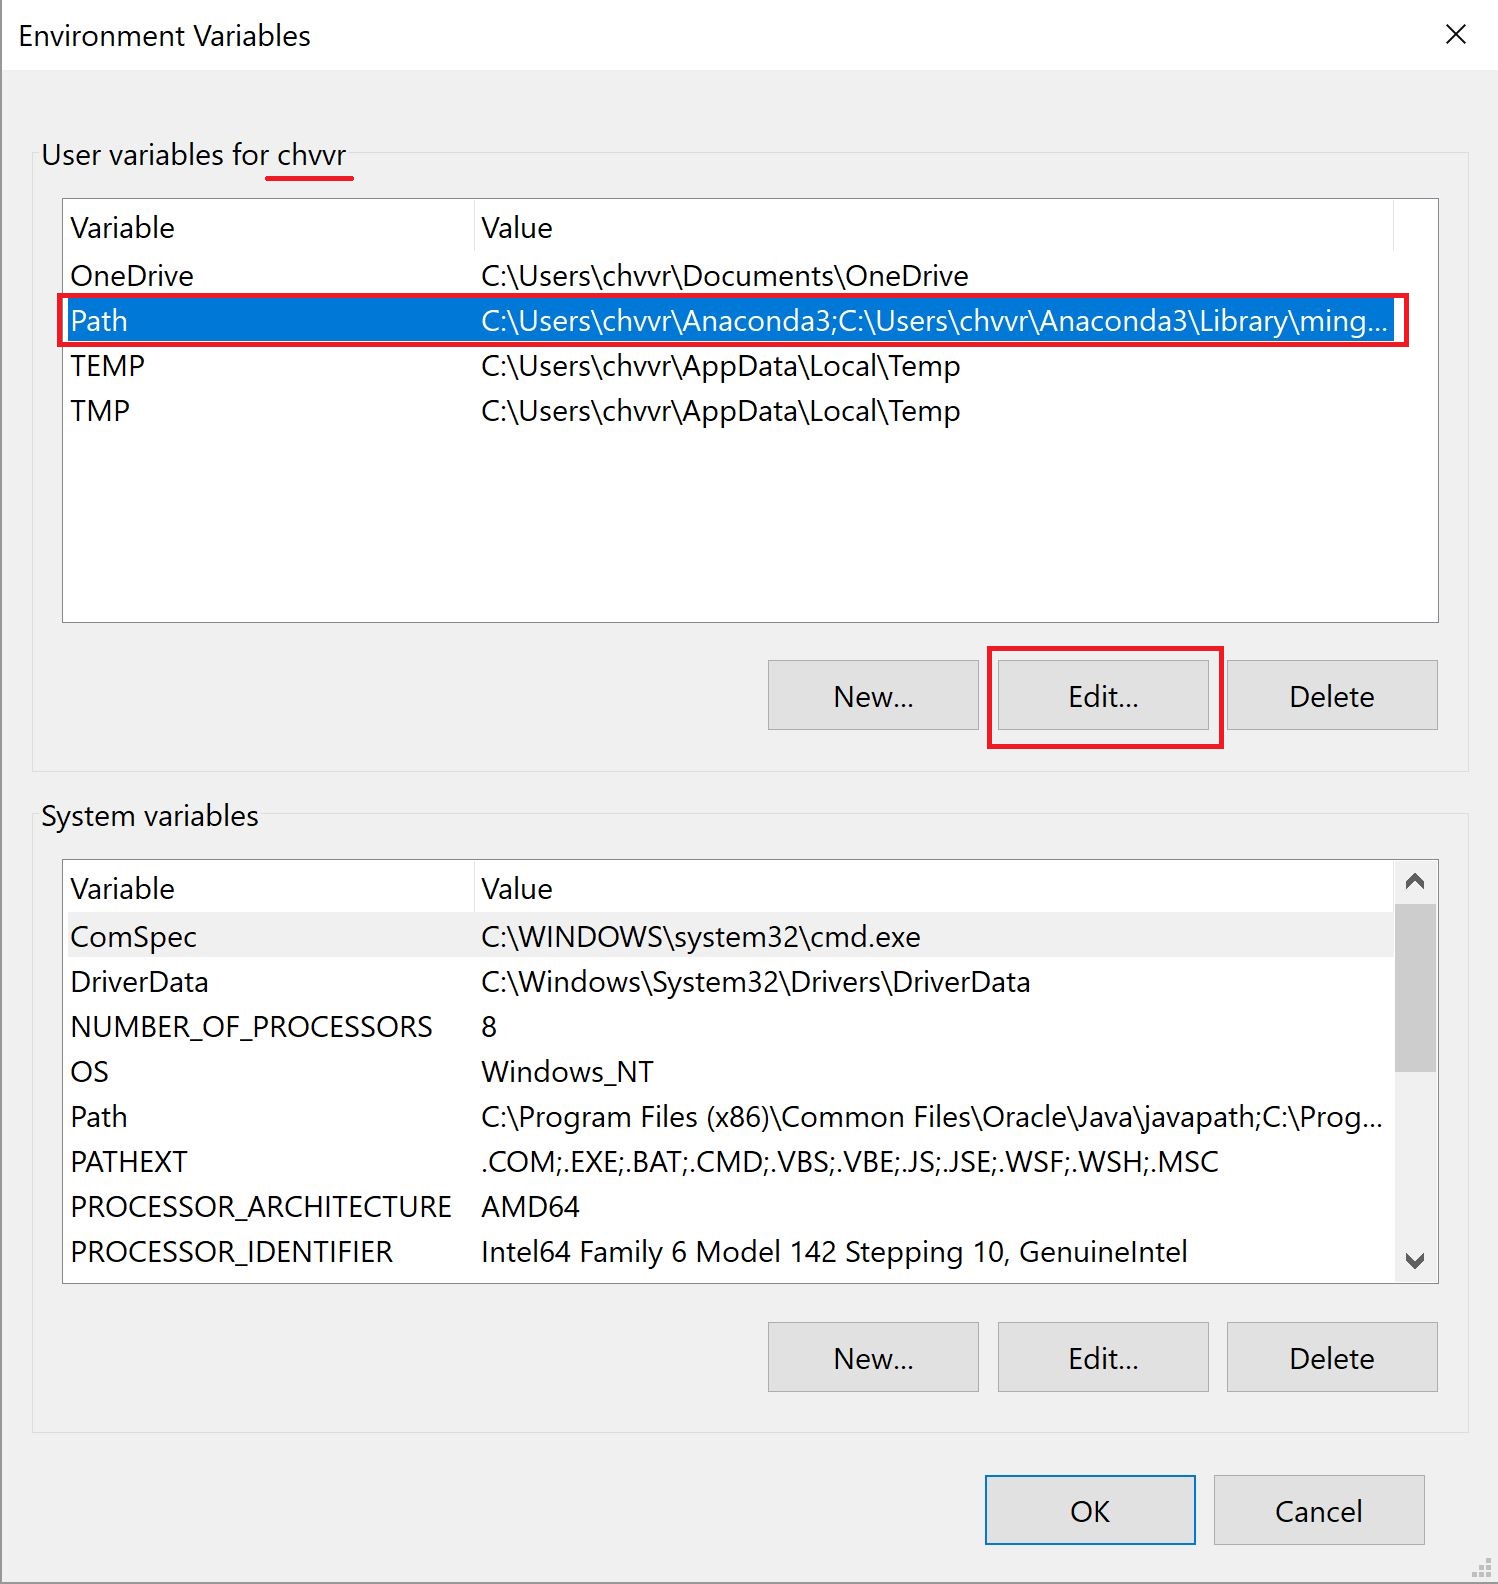 Environment Variables
User variables for chvvr
Variable Value
OneDrive C:\Users\chvvr\Documents\OneDrive
Path C:\Users\chvvr\Anaconda3;C:\Users\chvvr\Anaconda3\Library\ming...
TEMP C:\Users\chvvr\AppData\Local\Temp
TMP C:\Users\chvvr\AppData\Local\Temp
New... Edit... Delete
System variables
Variable Value
ComSpec C:\WINDOWS\system32\cmd.exe
DriverData C:\Windows\System32\Drivers\DriverData
NUMBER_OF_PROCESSORS 8
OS Windows_NT
Path C:\Program Files (x86)\Common Files\Oracle\Java\javapath;C:\Prog...
PATHEXT .COM;.EXE;.BAT;.CMD;.VBS;.VBE;.JS;.JSE;.WSF;.WSH;.MSC
PROCESSOR_ARCHITECTURE AMD64
PROCESSOR_IDENTIFIER Intel64 Family 6 Model 142 Stepping 10, GenuineIntel
New... Edit... Delete
OK Cancel